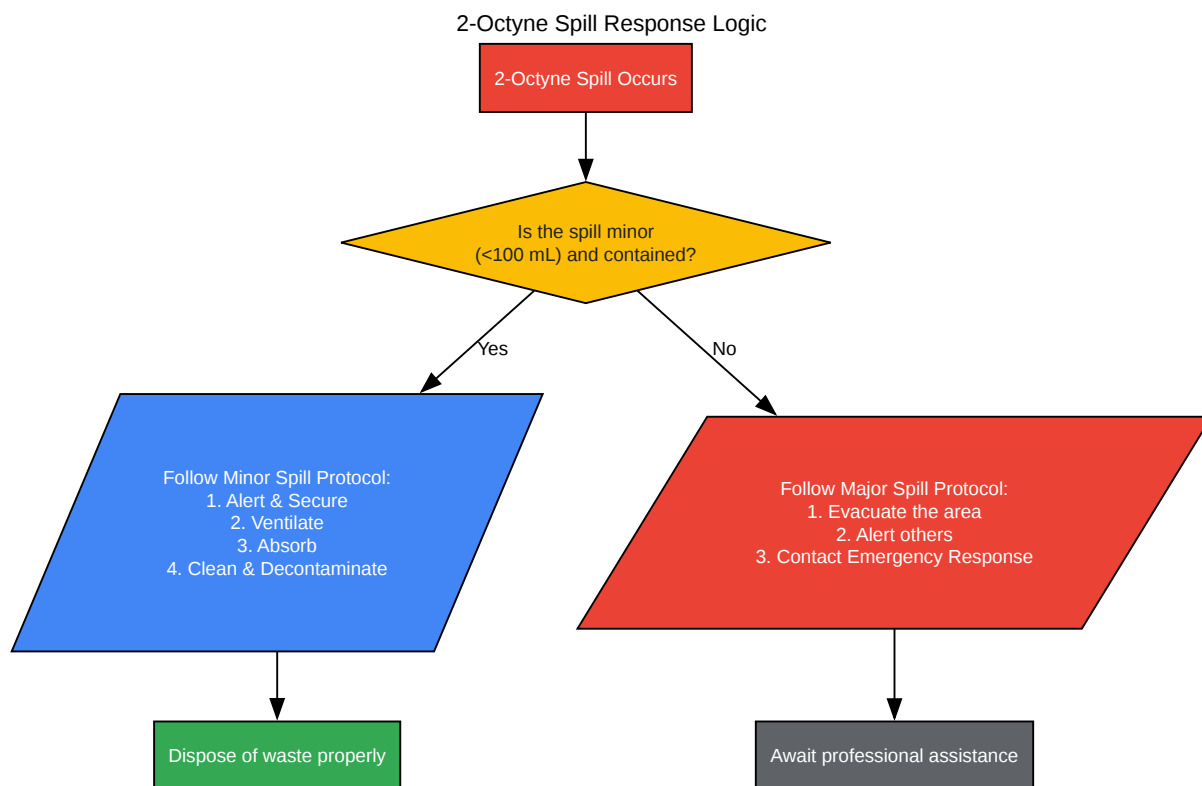 2-Octyne Spill Response Logic
2-Octyne Spill Occurs
Is the spill minor
(<100 mL) and contained?
Yes
No
Follow Minor Spill Protocol:
1. Alert & Secure
2. Ventilate
3. Absorb
4. Clean & Decontaminate
Follow Major Spill Protocol:
1. Evacuate the area
2. Alert others
3. Contact Emergency Response
Dispose of waste properly
Await professional assistance